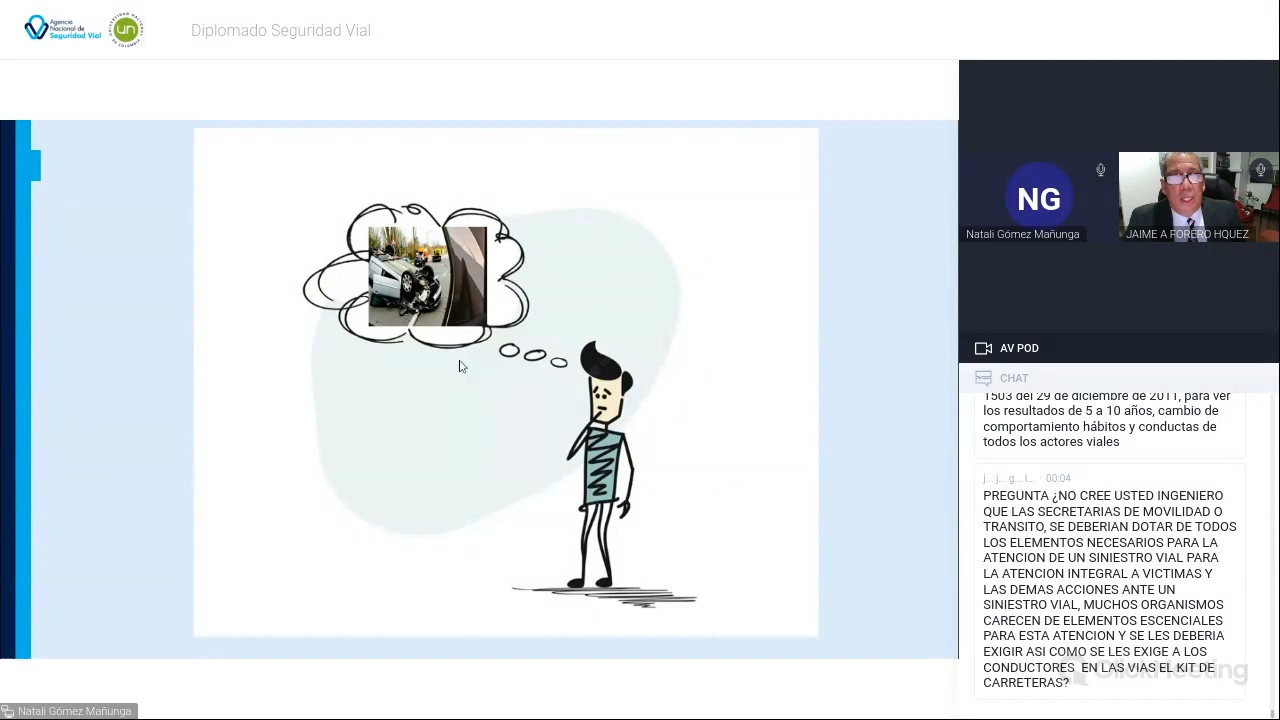 Agencia
Nacional de
Seguridad Vial
un
Diplomado Seguridad Vial
NG
Natali Gómez Mañunga
JAIME A FORERO HQUEZ
AV POD
CHAT
1503 del 29 de diciembre de 2011, para ver
los resultados de 5 a 10 años, cambio de
comportamiento hábitos y conductas de
todos los actores viales
j... j... g... l... · 00:04
PREGUNTA ¿NO CREE USTED INGENIERO
QUE LAS SECRETARIAS DE MOVILIDAD O
TRANSITO, SE DEBERIAN DOTAR DE TODOS
LOS ELEMENTOS NECESARIOS PARA LA
ATENCION DE UN SINIESTRO VIAL PARA
LA ATENCION INTEGRAL A VICTIMAS Y
LAS DEMAS ACCIONES ANTE UN
SINIESTRO VIAL, MUCHOS ORGANISMOS
CARECEN DE ELEMENTOS ESCENCIALES
PARA ESTA ATENCION Y SE LES DEBERIA
EXIGIR ASI COMO SE LES EXIGE A LOS
CONDUCTORES EN LAS VIAS EL KIT DE
CARRETERAS?
ClickMeeting
Natali Gómez Mañunga